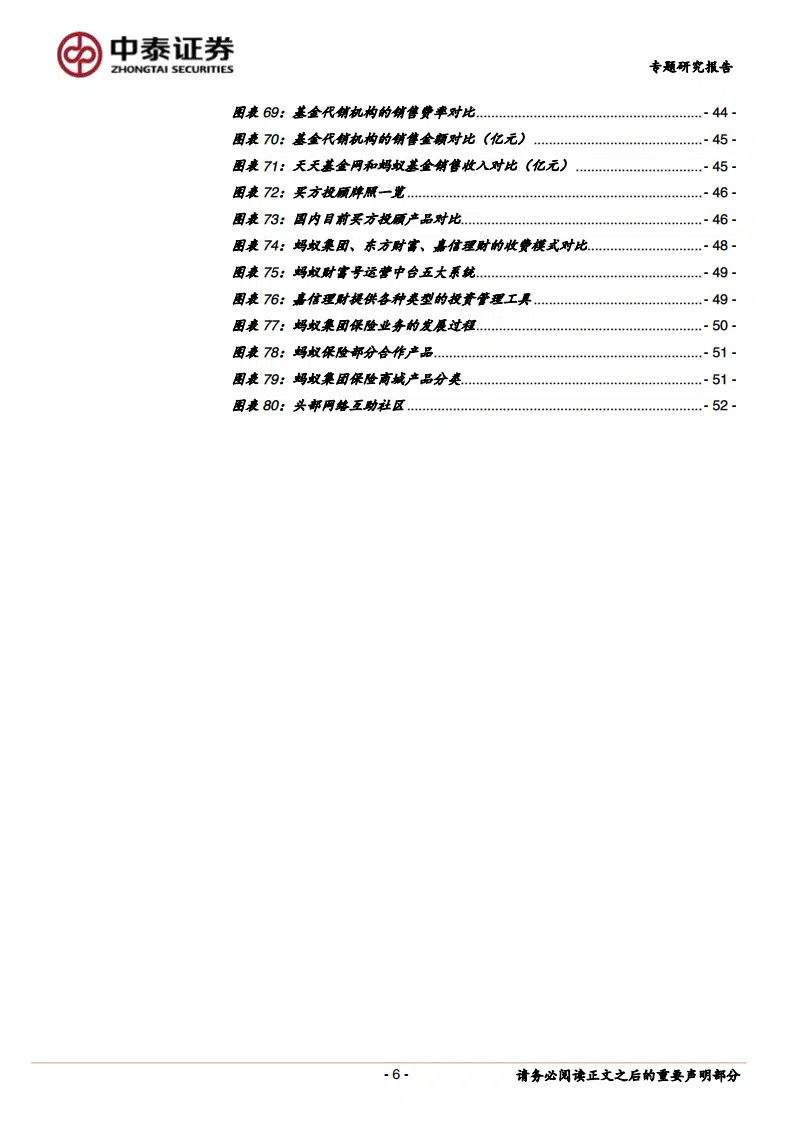 中泰证券
ZHONGTAI SECURITIES
专题研究报告
图表 69：基金代销机构的销售费率对比............................................................- 44 -
图表 70：基金代销机构的销售金额对比（亿元）.............................................- 45 -
图表 71：天天基金网和蚂蚁基金销售收入对比（亿元）..................................- 45 -
图表 72：买方投顾牌照一览..............................................................................- 46 -
图表 73：国内目前买方投顾产品对比................................................................- 46 -
图表 74：蚂蚁集团、东方财富、嘉信理财的收费模式对比..............................- 48 -
图表 75：蚂蚁财富号运营中台五大系统............................................................- 49 -
图表 76：嘉信理财提供各种类型的投资管理工具.............................................- 49 -
图表 77：蚂蚁集团保险业务的发展过程............................................................- 50 -
图表 78：蚂蚁保险部分合作产品.......................................................................- 51 -
图表 79：蚂蚁集团保险商城产品分类................................................................- 51 -
图表 80：头部网络互助社区..............................................................................- 52 -
- 6 -
请务必阅读正文之后的重要声明部分